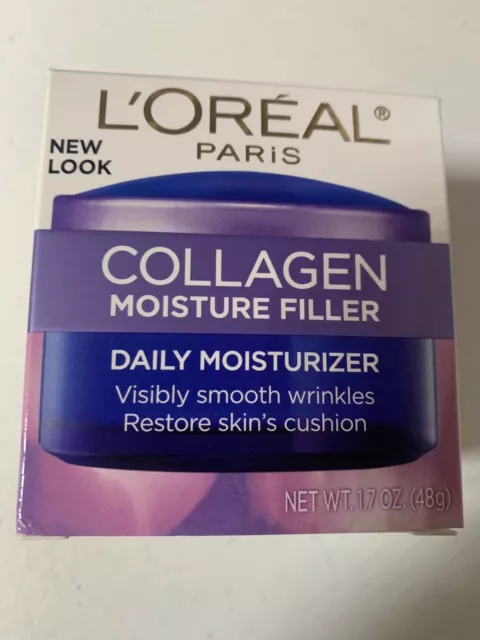 L'ORÉAL®
PARiS
NEW
LOOK
COLLAGEN
MOISTURE FILLER
DAILY MOISTURIZER
Visibly smooth wrinkles
Restore skin's cushion
NET WT. 1.7 OZ. (48g)